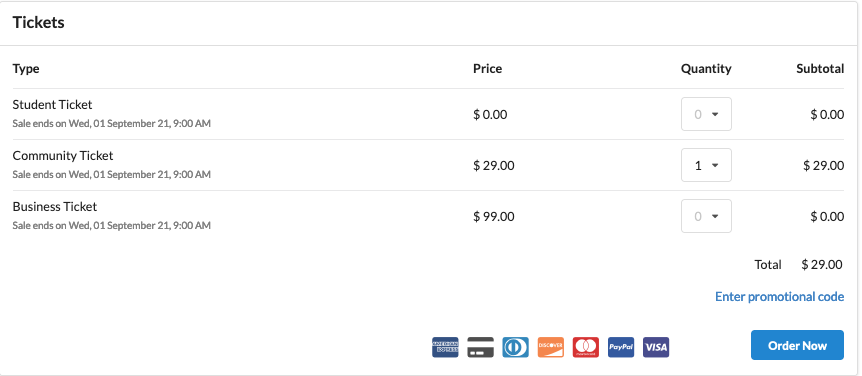 Tickets
Type Price Quantity Subtotal
Student Ticket
Sale ends on Wed, 01 September 21, 9:00 AM
$ 0.00 0 $ 0.00
Community Ticket
Sale ends on Wed, 01 September 21, 9:00 AM
$ 29.00 1 $ 29.00
Business Ticket
Sale ends on Wed, 01 September 21, 9:00 AM
$ 99.00 0 $ 0.00
Total $ 29.00
Enter promotional code
AMERICAN EXPRESS DISCOVER PayPal VISA Order Now